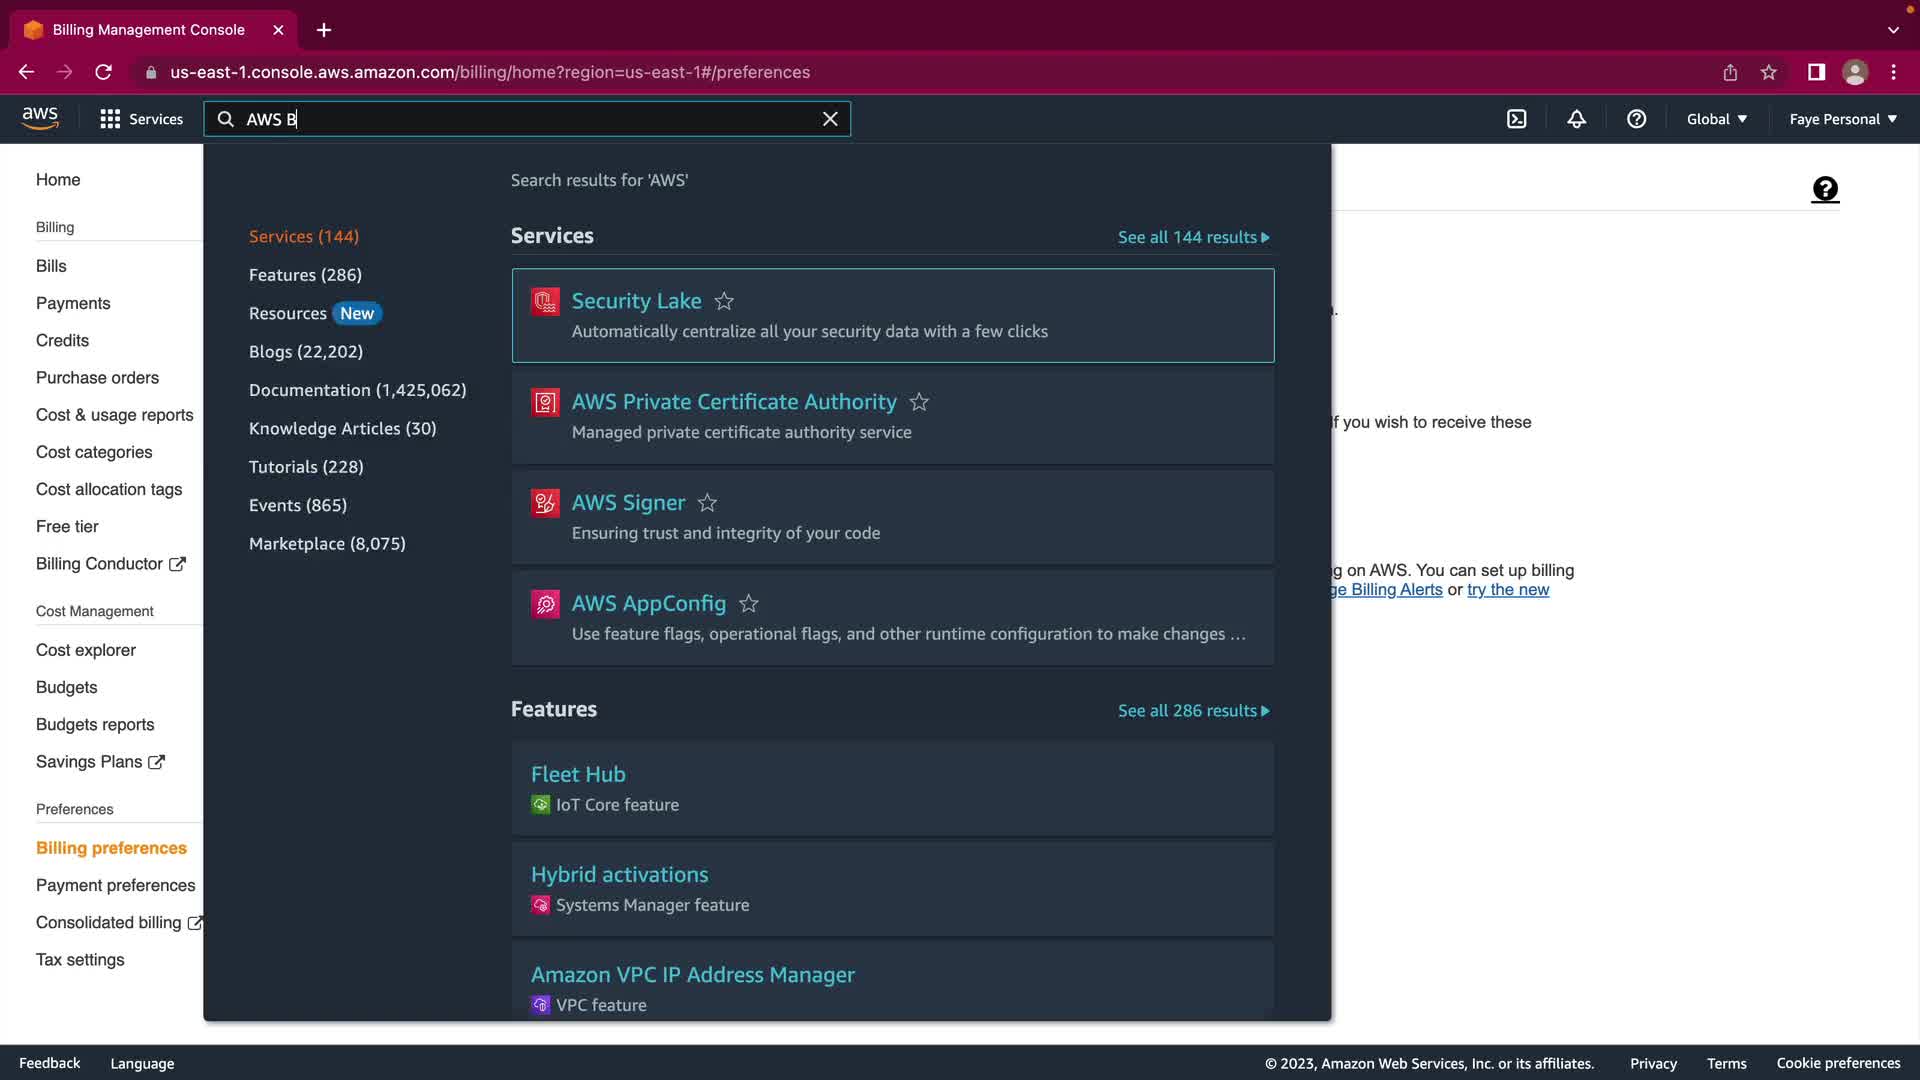 Billing Management Console
us-east-1.console.aws.amazon.com/billing/home?region=us-east-1#/preferences
aws
Services
AWS B
Global
Faye Personal
Home
Billing
Bills
Payments
Credits
Purchase orders
Cost & usage reports
Cost categories
Cost allocation tags
Free tier
Billing Conductor
Cost Management
Cost explorer
Budgets
Budgets reports
Savings Plans
Preferences
Billing preferences
Payment preferences
Consolidated billing
Tax settings
Services (144)
Features (286)
Resources New
Blogs (22,202)
Documentation (1,425,062)
Knowledge Articles (30)
Tutorials (228)
Events (865)
Marketplace (8,075)
Search results for 'AWS'
Services
See all 144 results
Security Lake
Automatically centralize all your security data with a few clicks
AWS Private Certificate Authority
Managed private certificate authority service
AWS Signer
Ensuring trust and integrity of your code
AWS AppConfig
Use feature flags, operational flags, and other runtime configuration to make changes ...
Features
See all 286 results
Fleet Hub
IoT Core feature
Hybrid activations
Systems Manager feature
Amazon VPC IP Address Manager
VPC feature
If you wish to receive these
on AWS. You can set up billing
Billing Alerts or try the new
Feedback
Language
© 2023, Amazon Web Services, Inc. or its affiliates.
Privacy
Terms
Cookie preferences